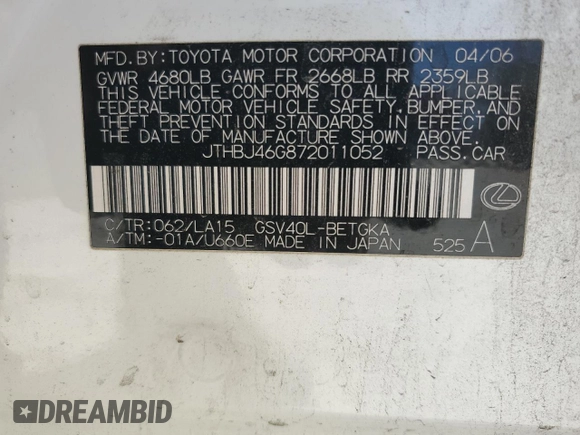 MFD. BY: TOYOTA MOTOR CORPORATION 04/06
GVWR 4680LB GAWR FR 2668LB RR 2359LB
THIS VEHICLE CONFORMS TO ALL APPLICABLE
FEDERAL MOTOR VEHICLE SAFETY, BUMPER, AND
THEFT PREVENTION STANDARDS IN EFFECT ON
THE DATE OF MANUFACTURE SHOWN ABOVE.
JTHBJ46G872011052 PASS.CAR
C/TR: 062/LA15 GSV40L-BETGKA
A/TM: -01A/U660E MADE IN JAPAN 525 A
DREAMBID